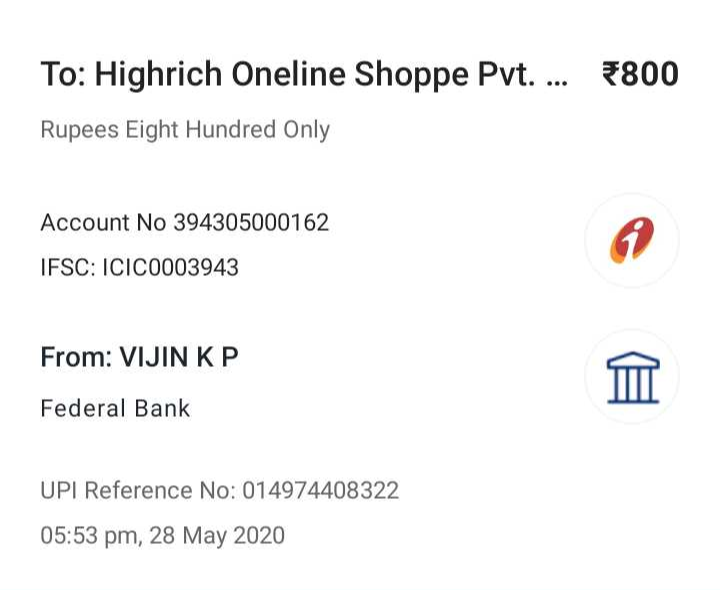 To: Highrich Oneline Shoppe Pvt. ... ₹800
Rupees Eight Hundred Only
Account No 394305000162
IFSC: ICIC0003943
From: VIJIN K P
Federal Bank
UPI Reference No: 014974408322
05:53 pm, 28 May 2020